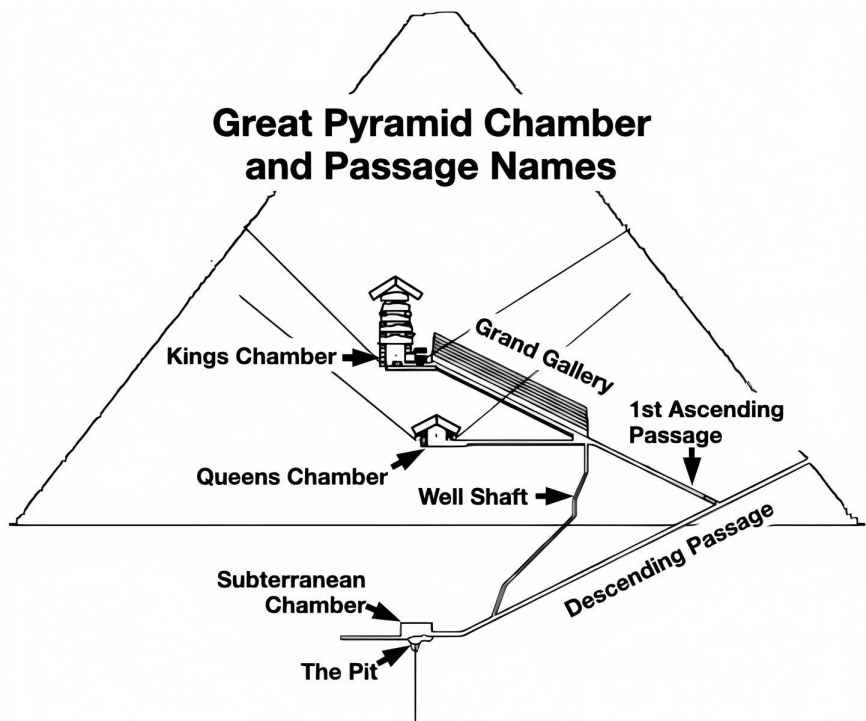 Great Pyramid Chamber
and Passage Names
Kings Chamber
Grand Gallery
1st Ascending
Passage
Queens Chamber
Well Shaft
Descending Passage
Subterranean
Chamber
The Pit